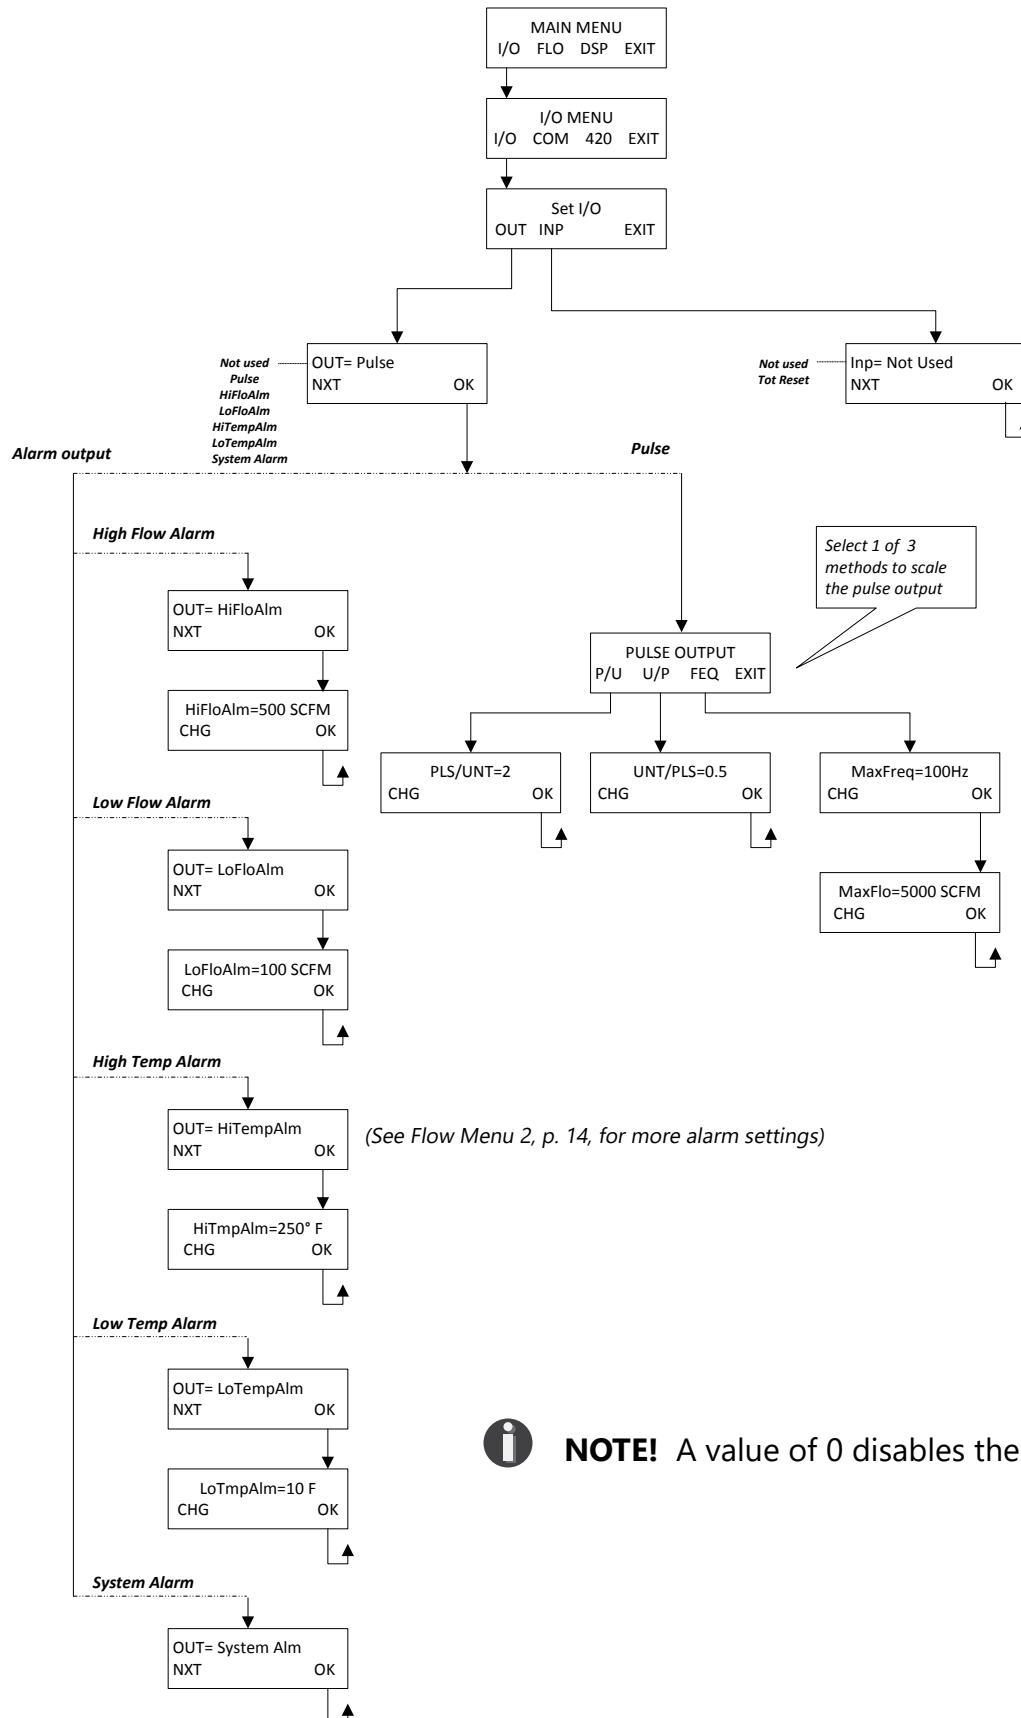 MAIN MENU
I/O FLO DSP EXIT
I/O MENU
I/O COM 420 EXIT
Set I/O
OUT INP EXIT
OUT= Pulse
NXT OK
Not used
Pulse
HiFloAlm
LoFloAlm
HiTempAlm
LoTempAlm
System Alarm
Inp= Not Used
NXT OK
Not used
Tot Reset
Alarm output
Pulse
High Flow Alarm
OUT= HiFloAlm
NXT OK
HiFloAlm=500 SCFM
CHG OK
Select 1 of 3
methods to scale
the pulse output
PULSE OUTPUT
P/U U/P FEQ EXIT
PLS/UNT=2
CHG OK
UNT/PLS=0.5
CHG OK
MaxFreq=100Hz
CHG OK
MaxFlo=5000 SCFM
CHG OK
Low Flow Alarm
OUT= LoFloAlm
NXT OK
LoFloAlm=100 SCFM
CHG OK
High Temp Alarm
OUT= HiTempAlm
NXT OK
(See Flow Menu 2, p. 14, for more alarm settings)
HiTmpAlm=250° F
CHG OK
Low Temp Alarm
OUT= LoTempAlm
NXT OK
LoTmpAlm=10 F
CHG OK
NOTE! A value of 0 disables the
System Alarm
OUT= System Alm
NXT OK